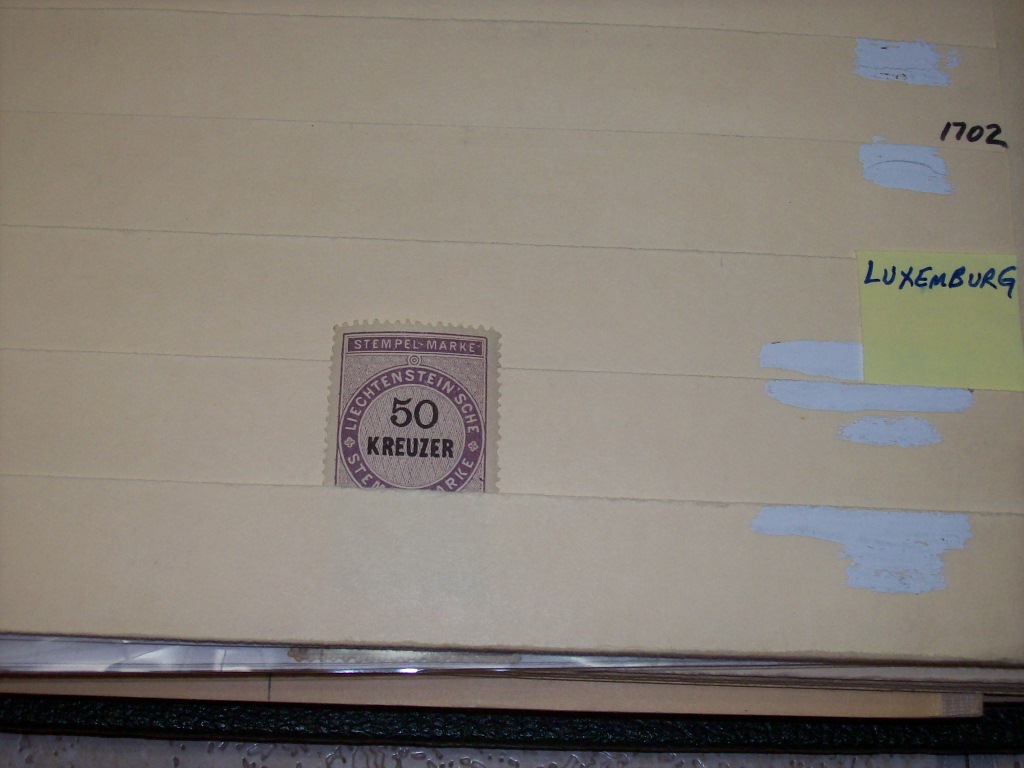 1702
LUXEMBURG
STEMPEL-MARKE
LIECHTENSTEIN'SCHE
50
KREUZER